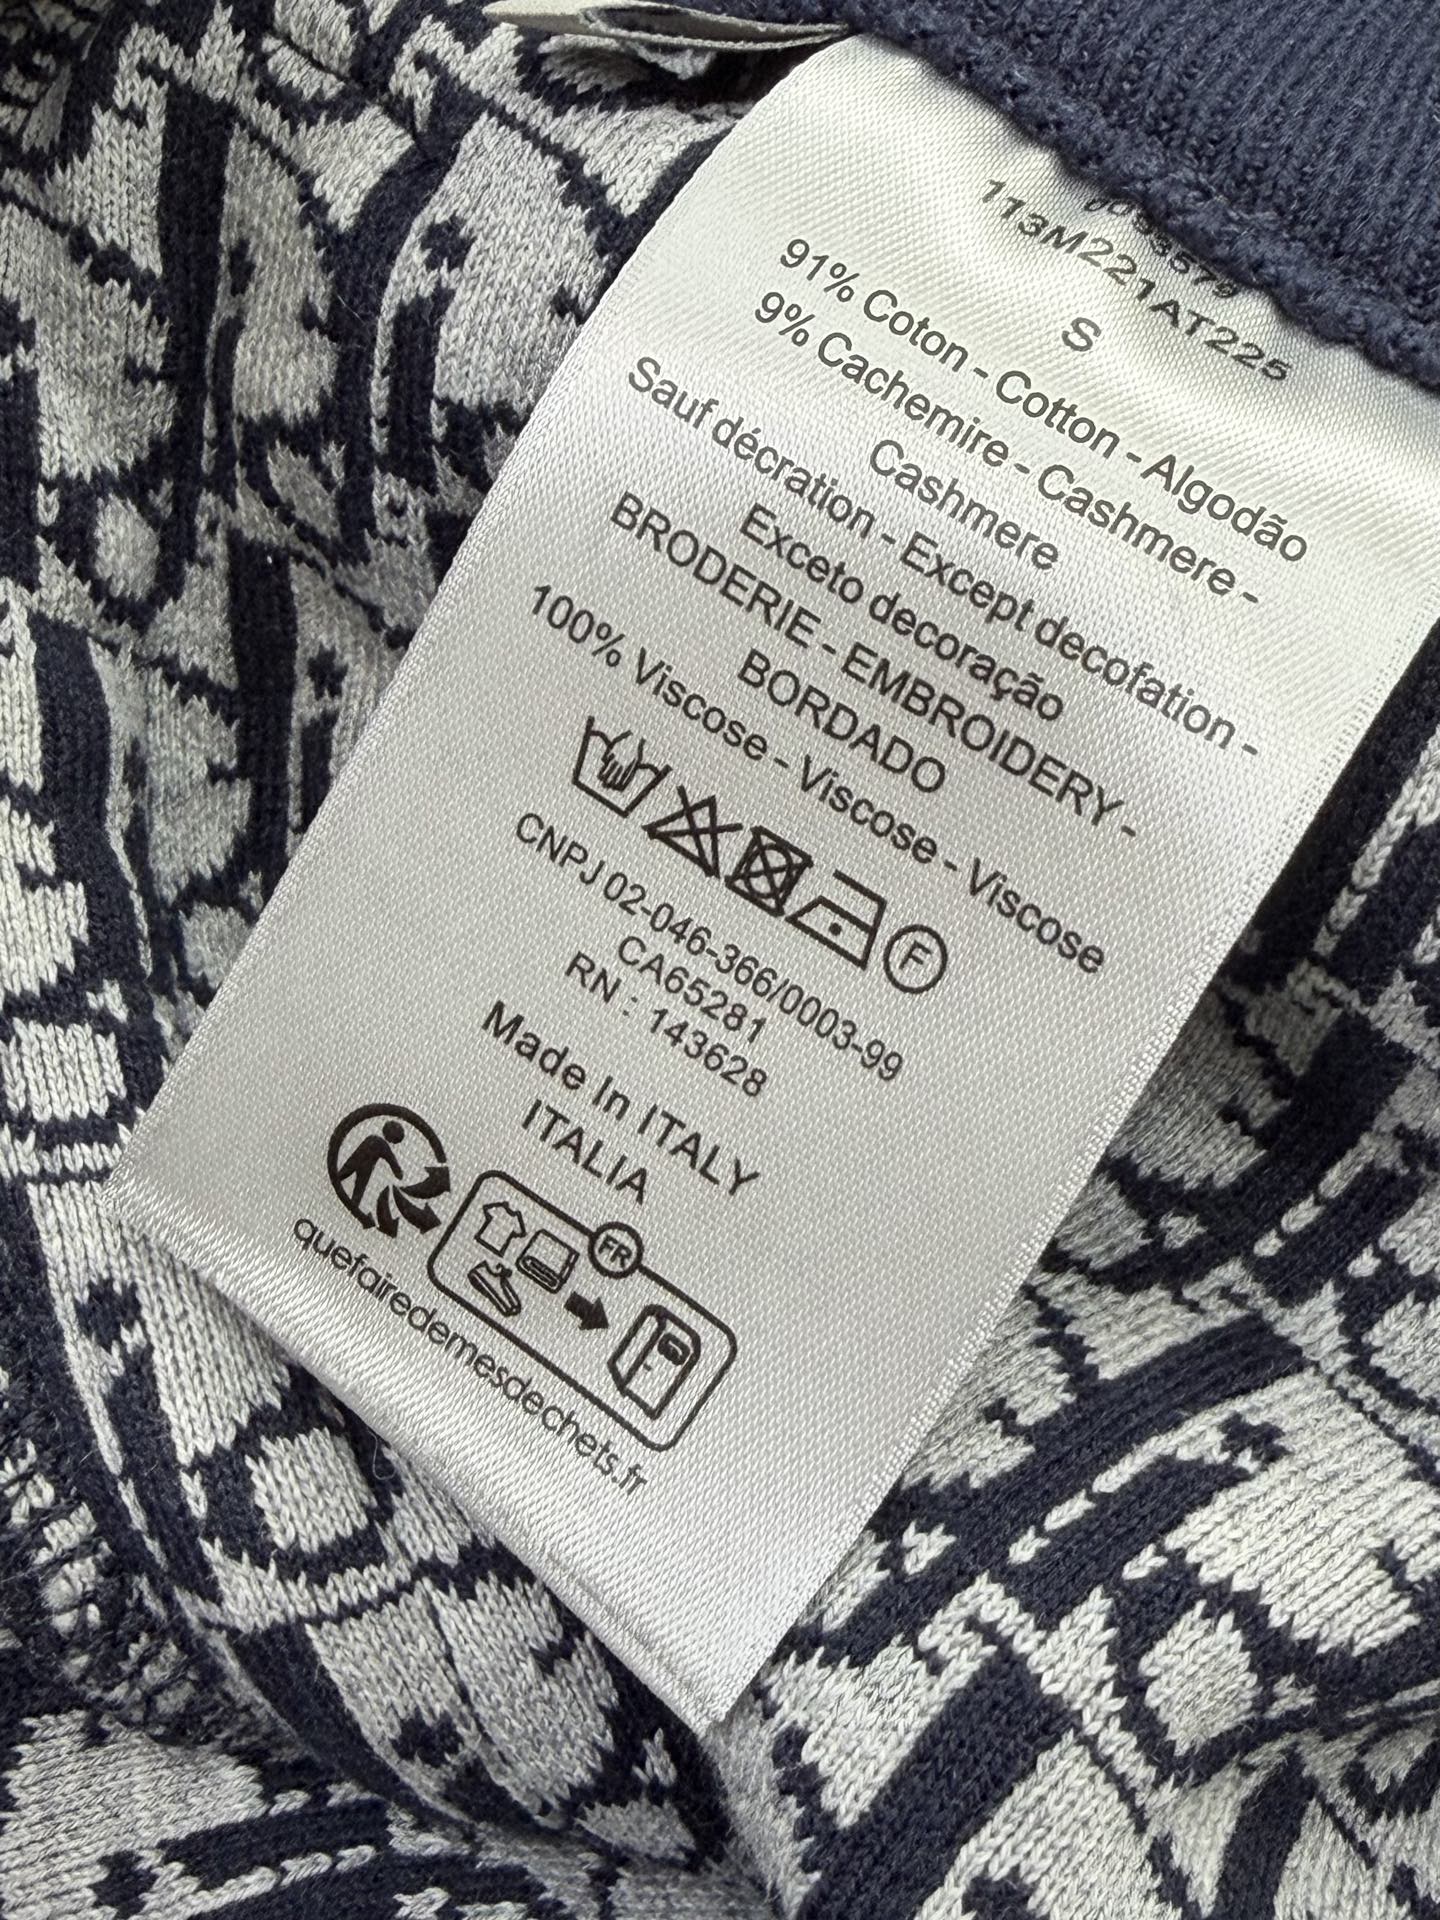 113M221AT225
S
91% Coton - Cotton - Algodão
9% Cachemire - Cashmere -
Cashmere
Sauf décration - Except decofation -
Exceto decoração
BRODERIE - EMBROIDERY -
BORDADO
100% Viscose - Viscose - Viscose
F
CNPJ 02-046-366/0003-99
CA65281
RN : 143628
Made In ITALY
ITALIA
FR
quefairedemesdechets.fr